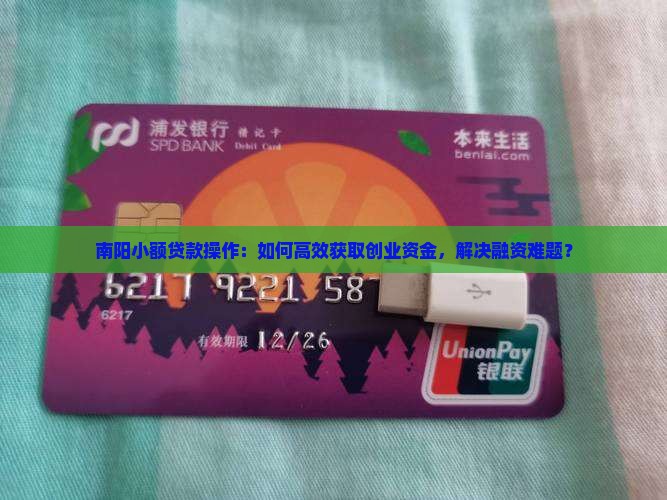 浦发银行 借记卡
SPD BANK Debit Card
本来生活
benlai.com
南阳小额贷款操作：如何高效获取创业资金，解决融资难题？
6217 9221 58
6217
有效期限 12/26
UnionPay
银联